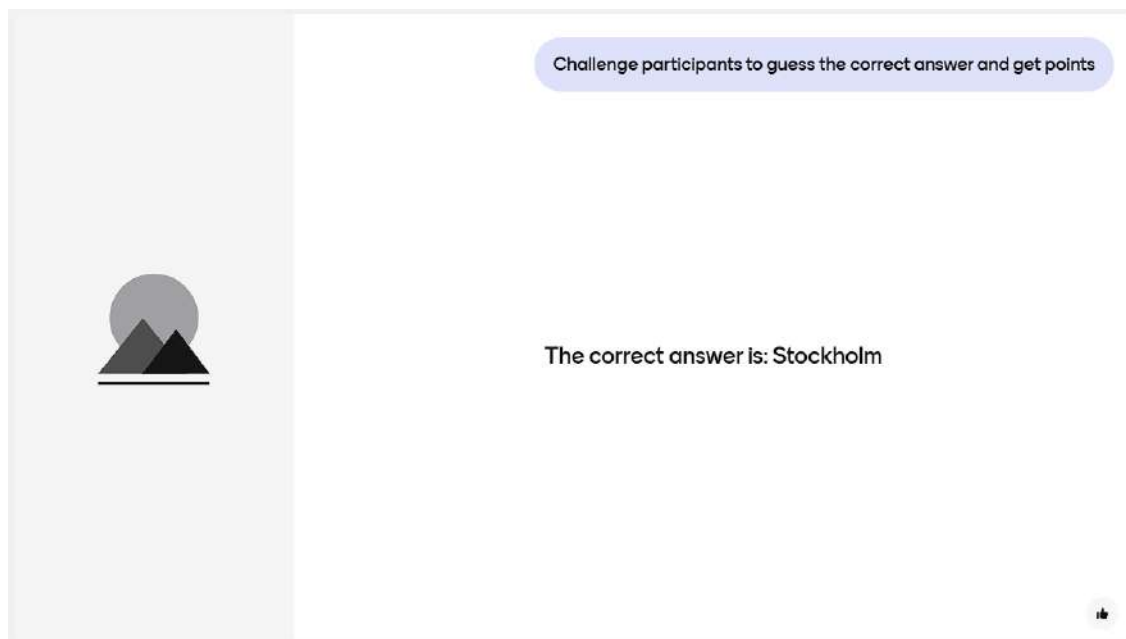 Challenge participants to guess the correct answer and get points
The correct answer is: Stockholm